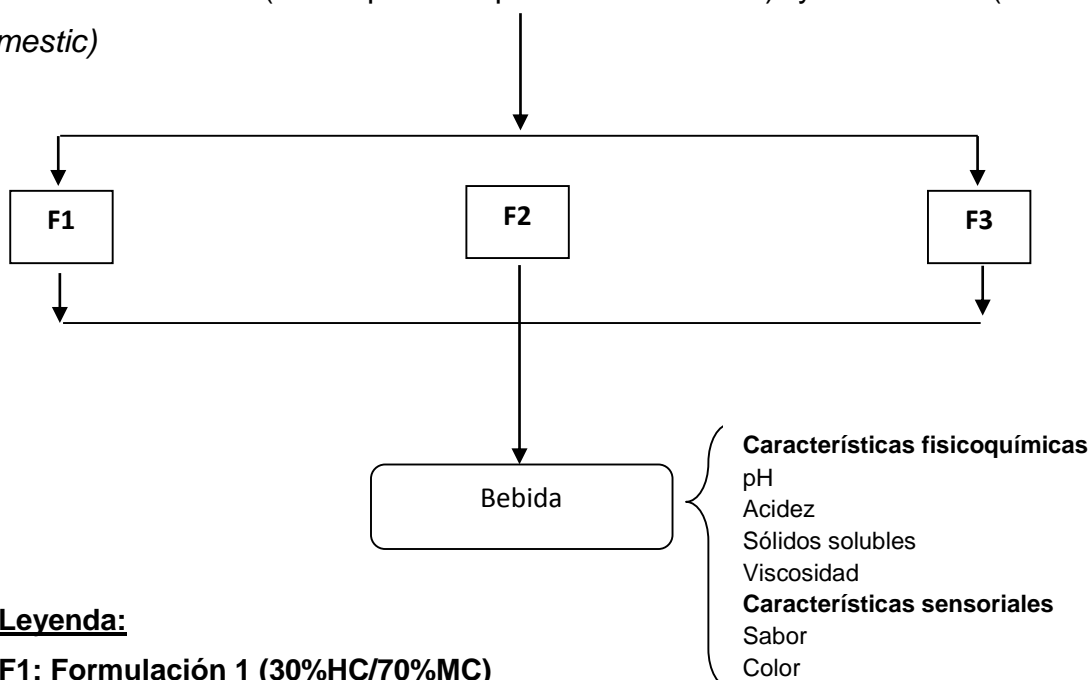 mestic)
F1
F2
F3
Bebida
Características fisicoquímicas
pH
Acidez
Sólidos solubles
Viscosidad
Características sensoriales
Sabor
Color
Leyenda:
F1: Formulación 1 (30%HC/70%MC)